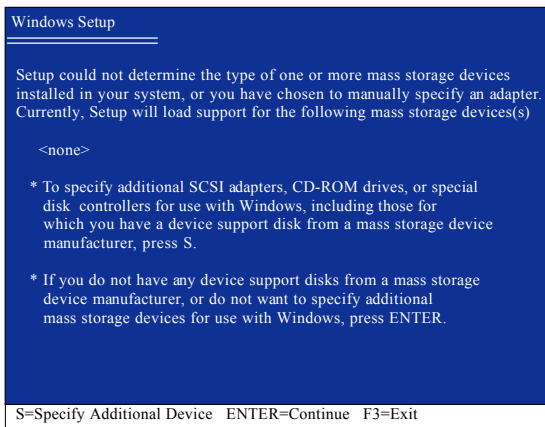 Windows Setup
Setup could not determine the type of one or more mass storage devices
installed in your system, or you have chosen to manually specify an adapter.
Currently, Setup will load support for the following mass storage devices(s)
<none>
* To specify additional SCSI adapters, CD-ROM drives, or special
disk controllers for use with Windows, including those for
which you have a device support disk from a mass storage device
manufacturer, press S.
* If you do not have any device support disks from a mass storage
device manufacturer, or do not want to specify additional
mass storage devices for use with Windows, press ENTER.
S=Specify Additional Device ENTER=Continue F3=Exit